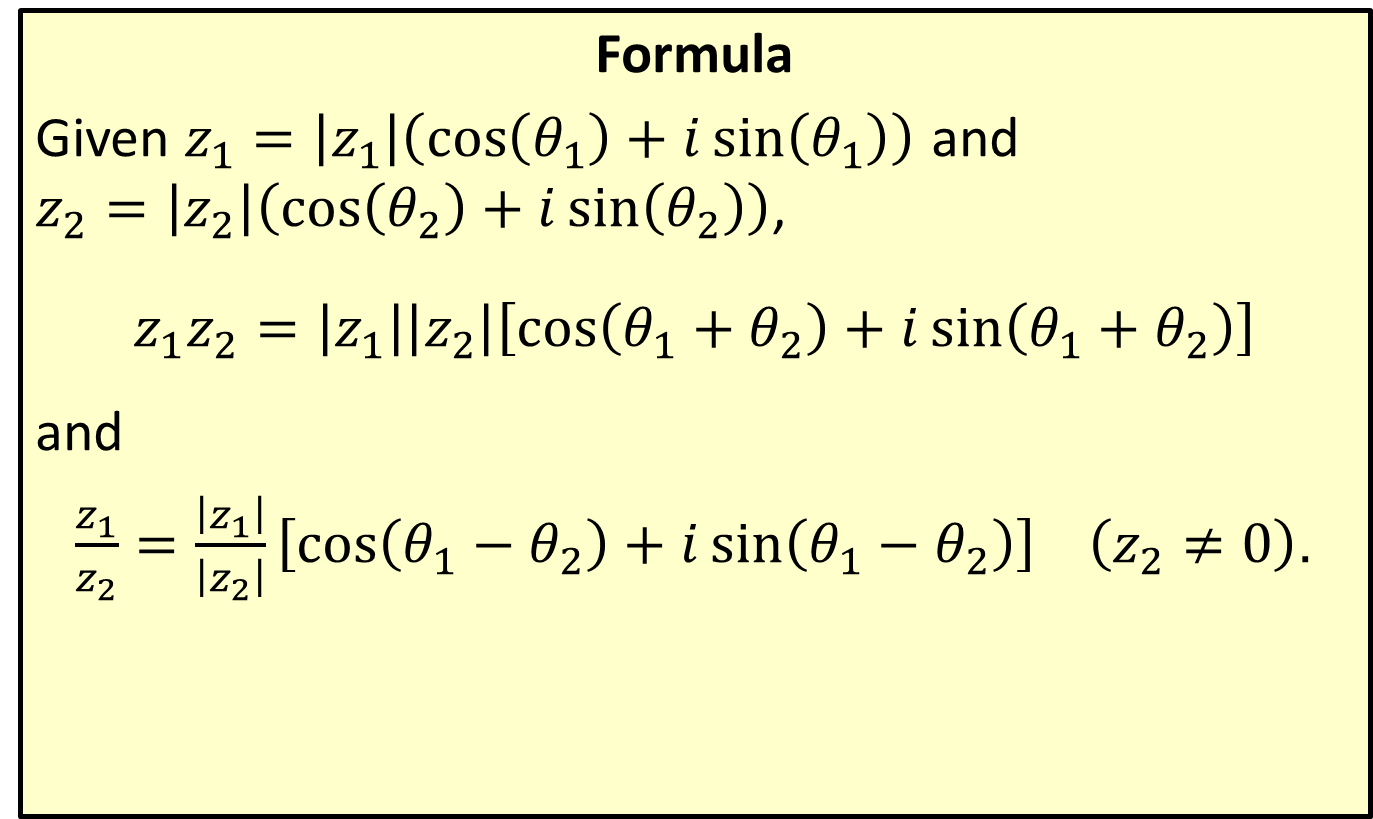 Formula
Given z₁ = |z₁|(cos(θ₁) + i sin(θ₁)) and
z₂ = |z₂|(cos(θ₂) + i sin(θ₂)),
z₁z₂ = |z₁||z₂|[cos(θ₁ + θ₂) + i sin(θ₁ + θ₂)]
and
z₁/z₂ = |z₁|/|z₂| [cos(θ₁ − θ₂) + i sin(θ₁ − θ₂)] (z₂ ≠ 0).